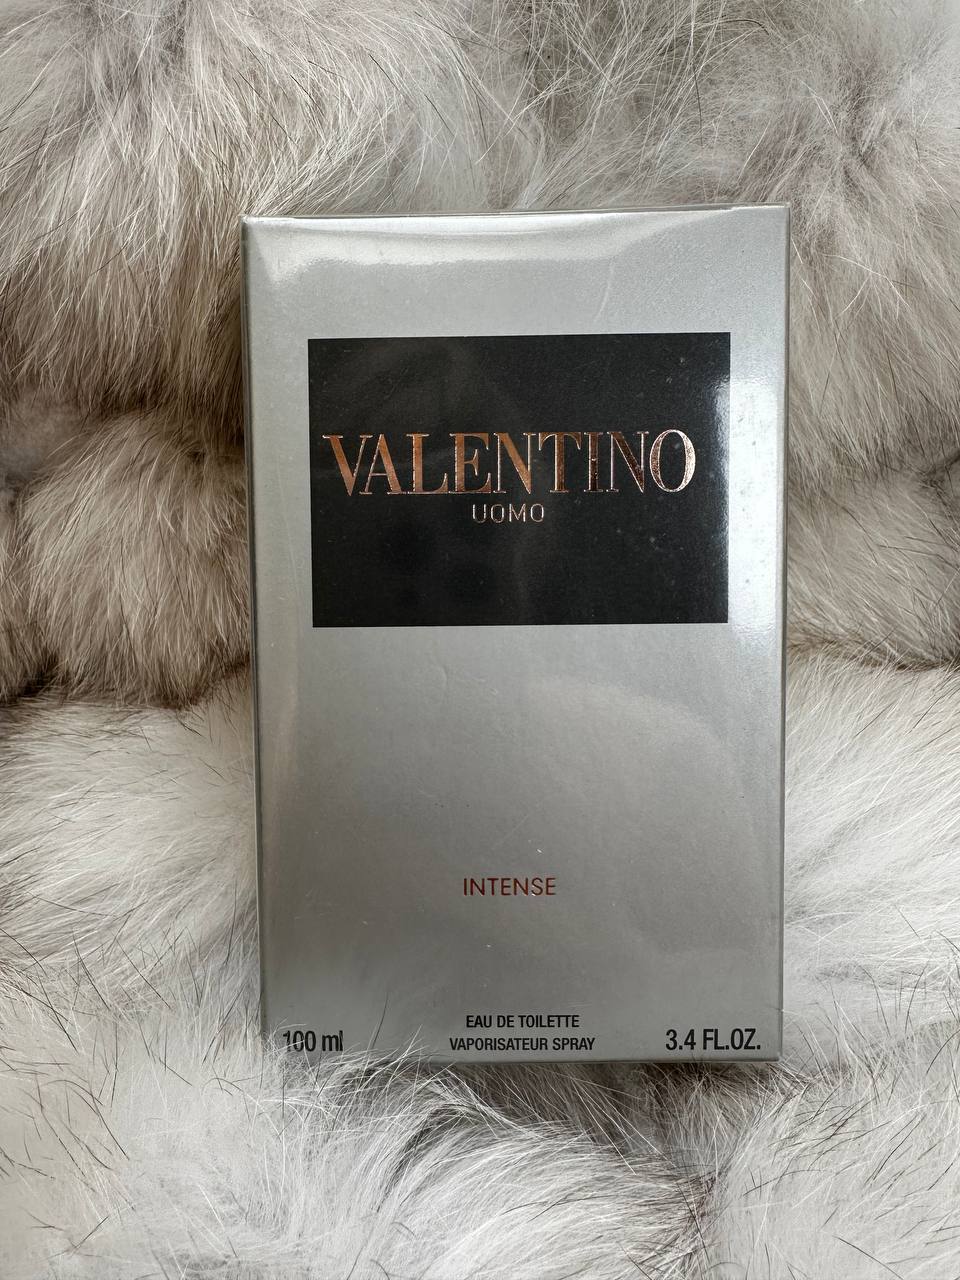 VALENTINO
UOMO
INTENSE
EAU DE TOILETTE
100 ml VAPORISATEUR SPRAY 3.4 FL.OZ.